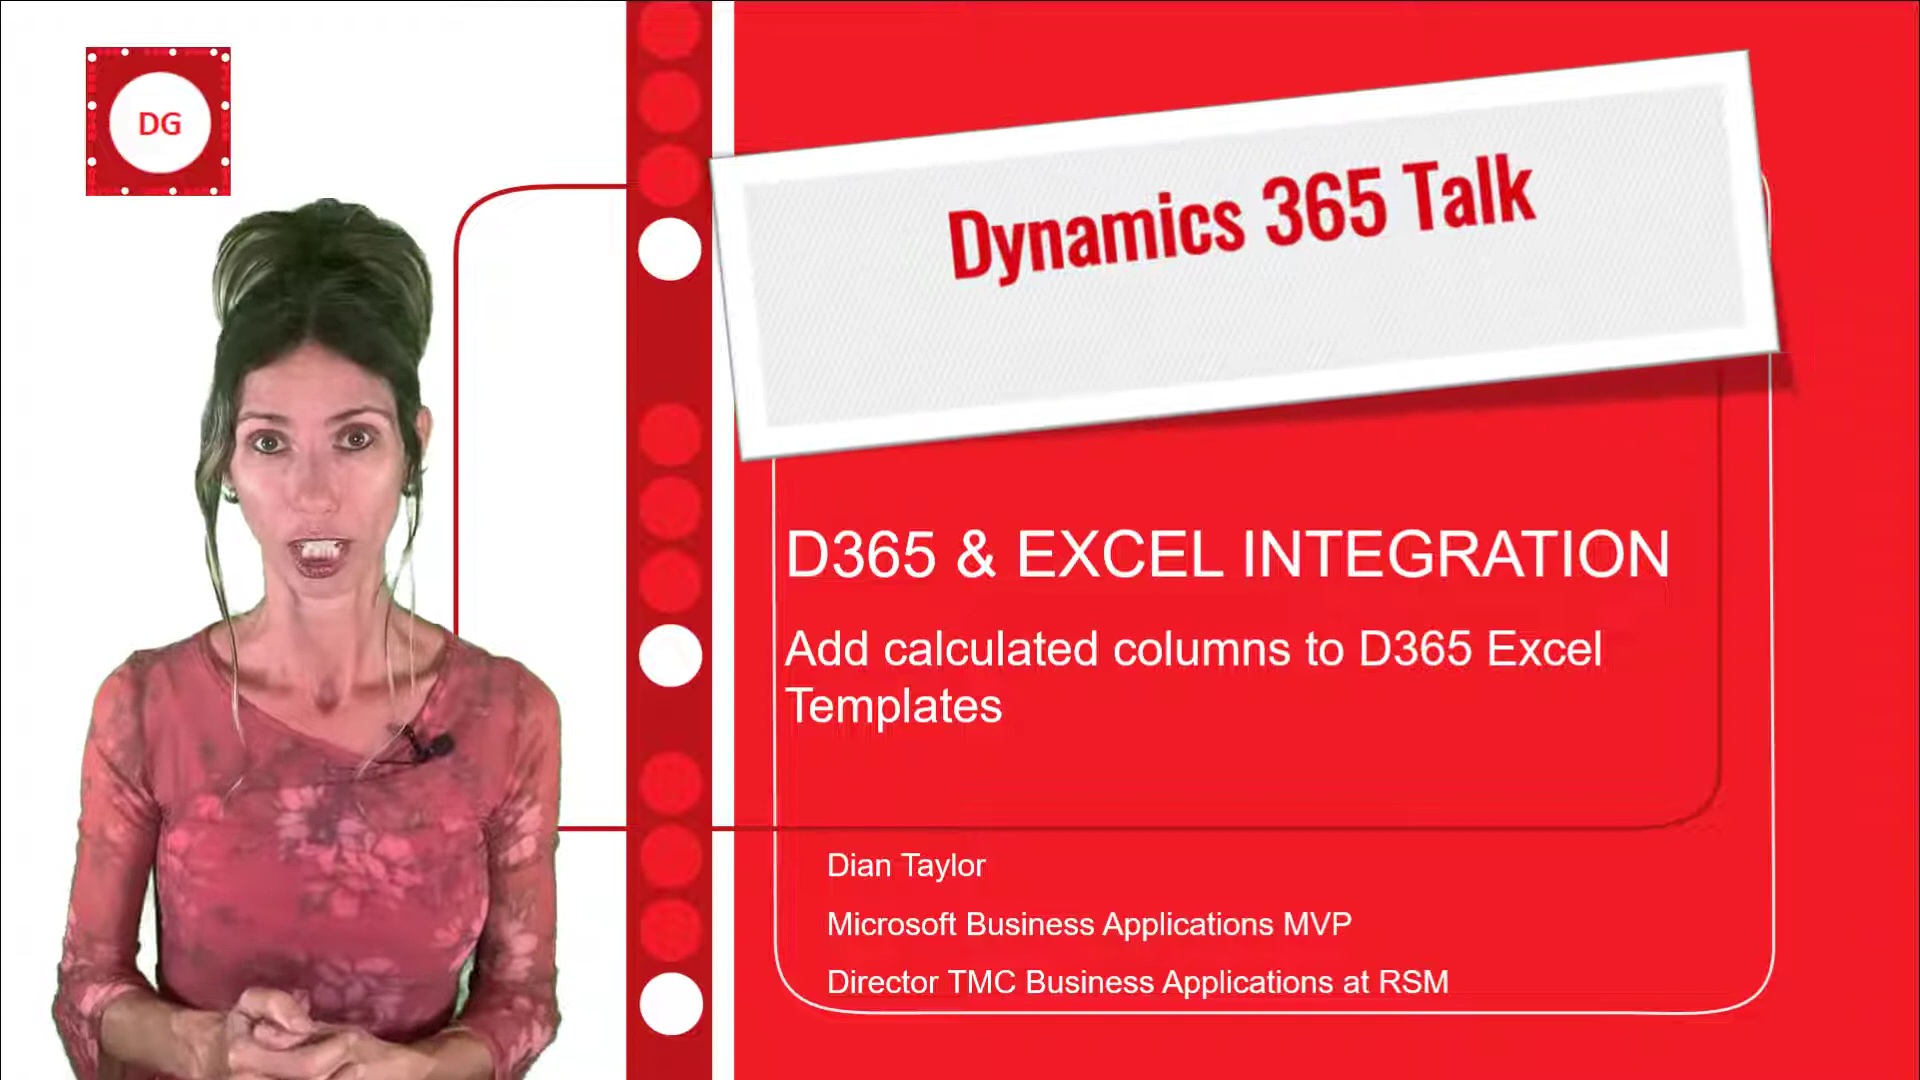 DG
Dynamics 365 Talk
D365 & EXCEL INTEGRATION
Add calculated columns to D365 Excel
Templates
Dian Taylor
Microsoft Business Applications MVP
Director TMC Business Applications at RSM